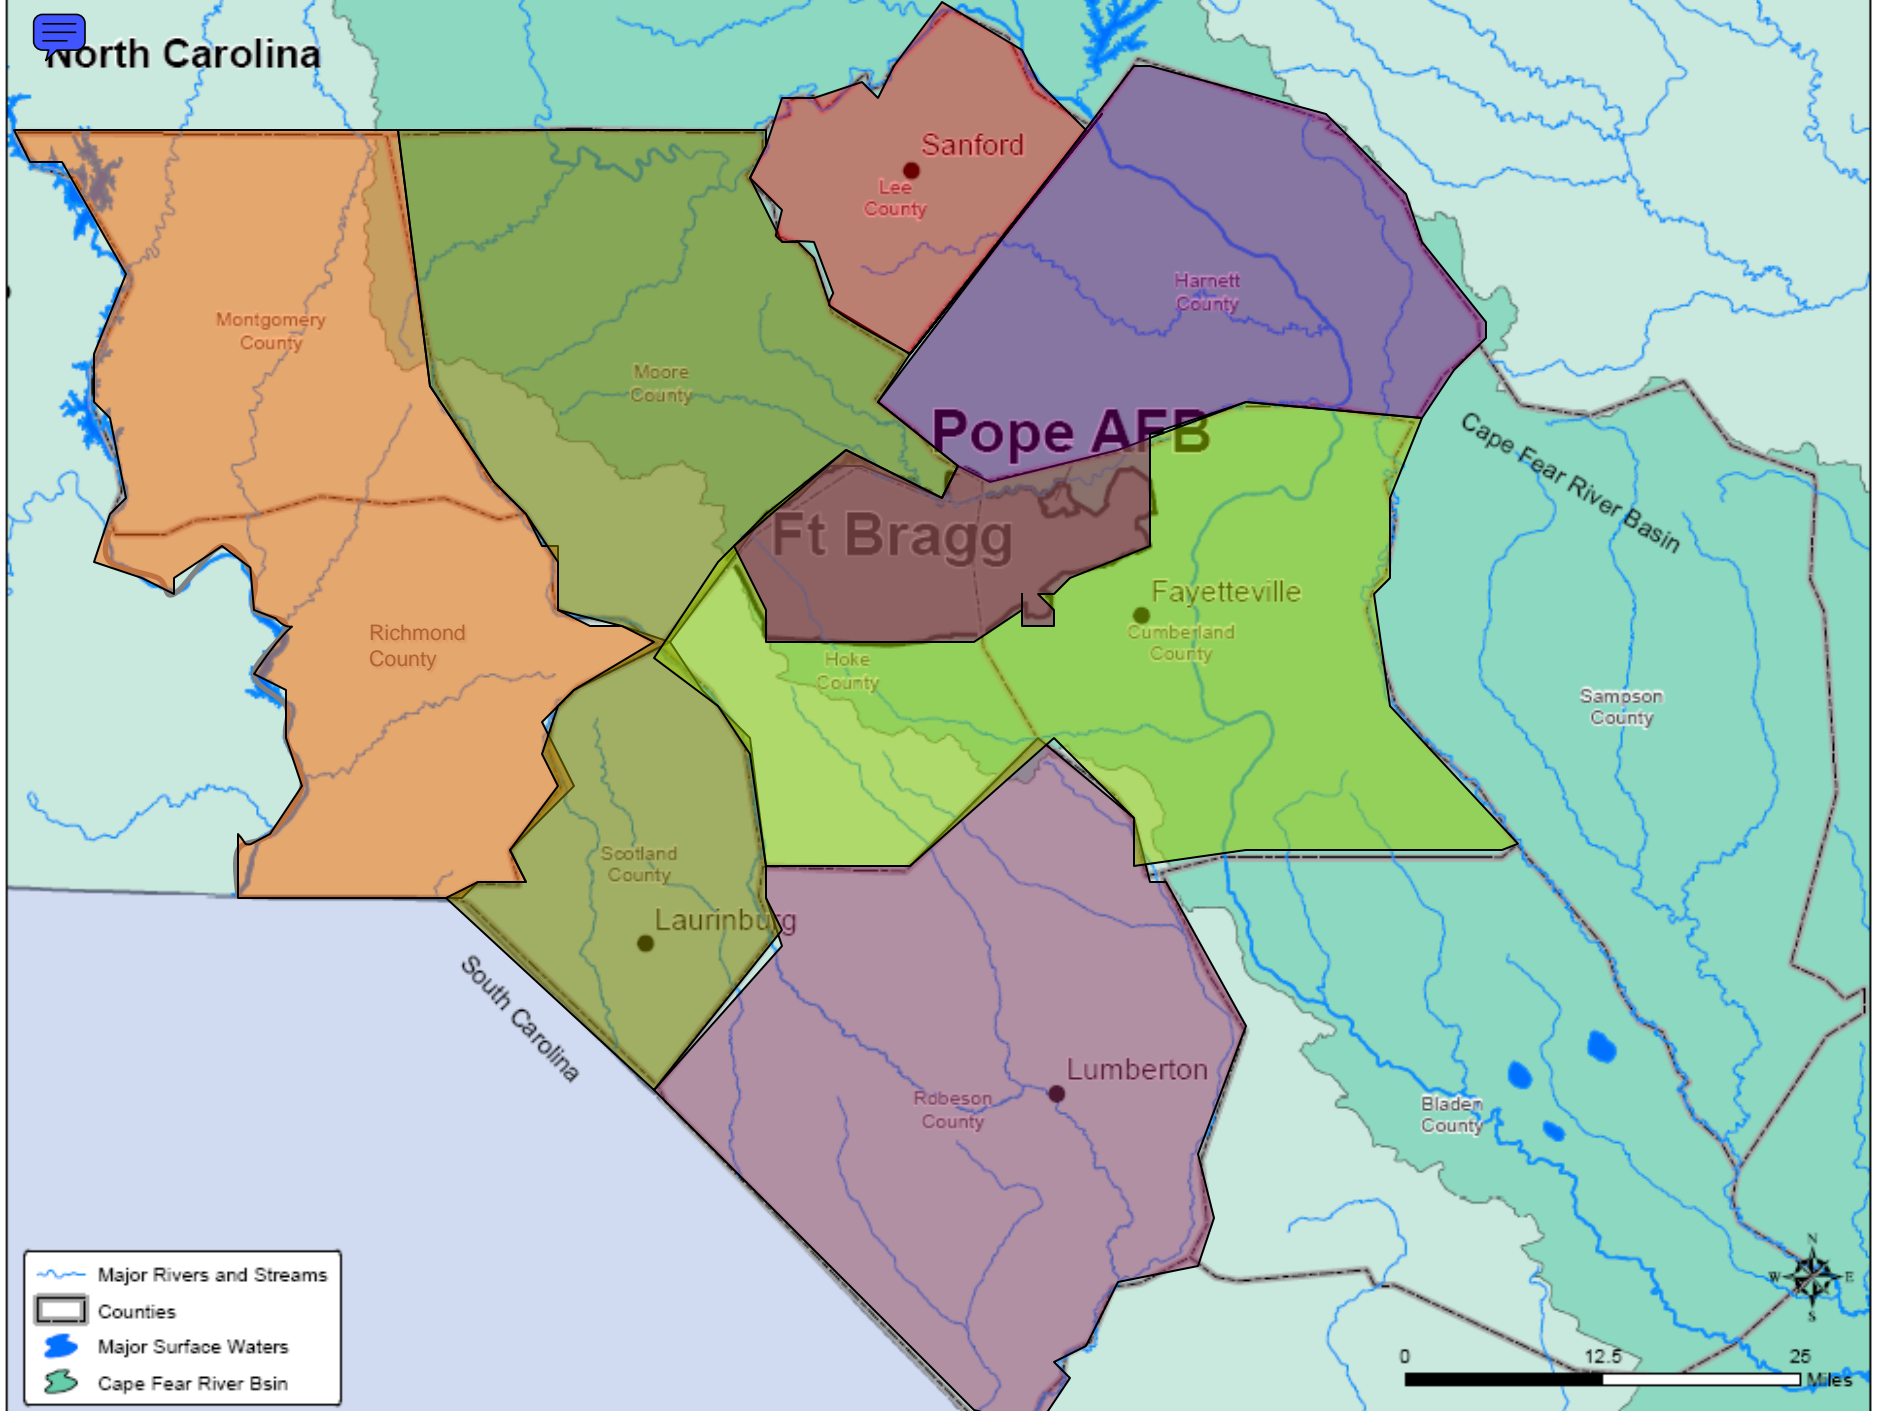 North Carolina
Sanford
Lee
County
Harnett
County
Montgomery
County
Moore
County
Pope AFB
Cape Fear River Basin
Ft Bragg
Fayetteville
Cumberland
County
Richmond
County
Hoke
County
Sampson
County
Scotland
County
Laurinburg
South Carolina
Lumberton
Robeson
County
Bladen
County
N
W
E
S
Major Rivers and Streams
Counties
Major Surface Waters
Cape Fear River Bsin
0
12.5
25
Miles